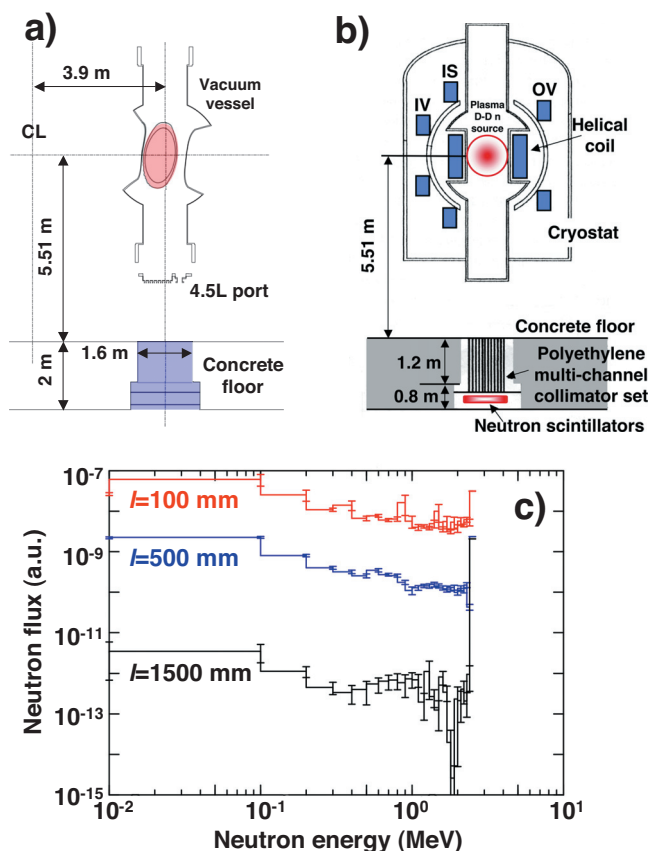 a)
3.9 m
Vacuum
vessel
CL
5.51 m
4.5L port
1.6 m
2 m
Concrete
floor
b)
IS
IV
OV
Plasma
D-D n
source
Helical
coil
5.51 m
Cryostat
Concrete floor
1.2 m
Polyethylene
multi-channel
collimator set
0.8 m
Neutron scintillators
c)
Neutron flux (a.u.)
10-7
10-9
10-11
10-13
10-15
l=100 mm
l=500 mm
l=1500 mm
10-2
10-1
100
101
Neutron energy (MeV)